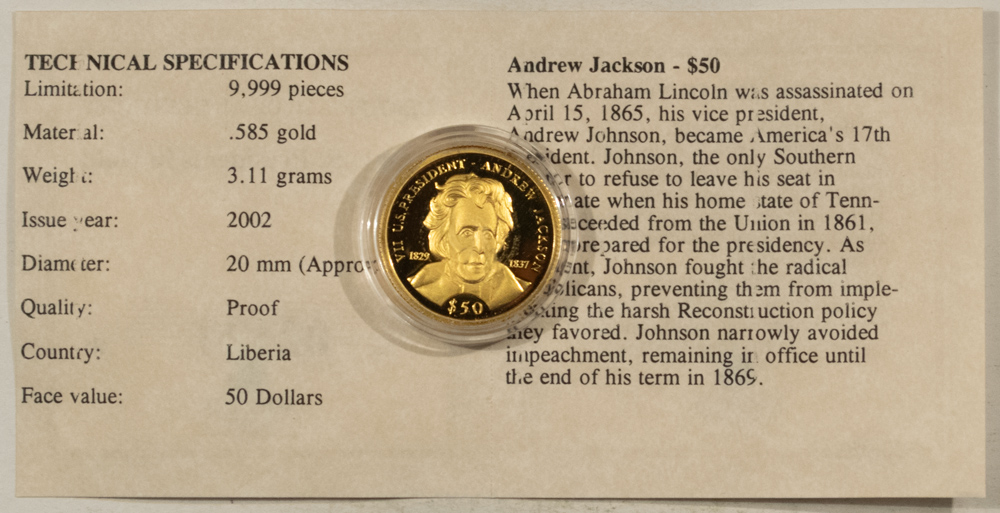 TECHNICAL SPECIFICATIONS
Limitation: 9,999 pieces
Material: .585 gold
Weight: 3.11 grams
Issue year: 2002
Diameter: 20 mm (Approx
Quality: Proof
Country: Liberia
Face value: 50 Dollars
Andrew Jackson - $50
When Abraham Lincoln was assassinated on
April 15, 1865, his vice president,
Andrew Johnson, became America's 17th
Johnson, the only Southern
to refuse to leave his seat in
when his home state of Tenn-
seceeded from the Union in 1861,
prepared for the presidency. As
Johnson fought the radical
preventing them from imple-
the harsh Reconstruction policy
they favored. Johnson narrowly avoided
impeachment, remaining in office until
the end of his term in 1869.
VII U.S. PRESIDENT - ANDREW JACKSON
1829 1837
$50